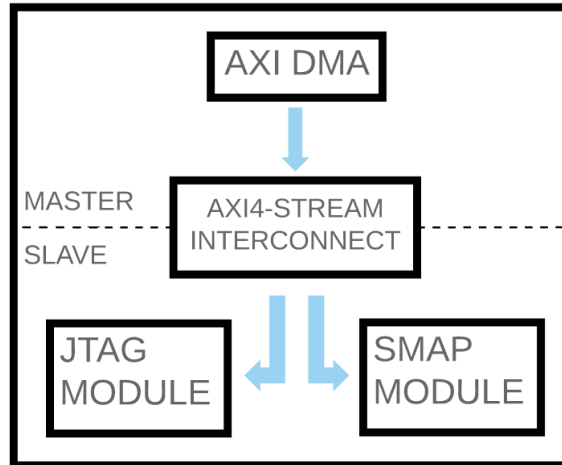 AXI DMA
MASTER
AXI4-STREAM
INTERCONNECT
SLAVE
JTAG
MODULE
SMAP
MODULE